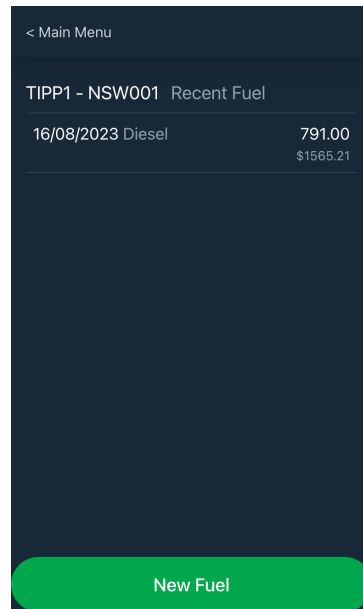 < Main Menu
TIPP1 - NSW001 Recent Fuel
16/08/2023 Diesel 791.00
$1565.21
New Fuel